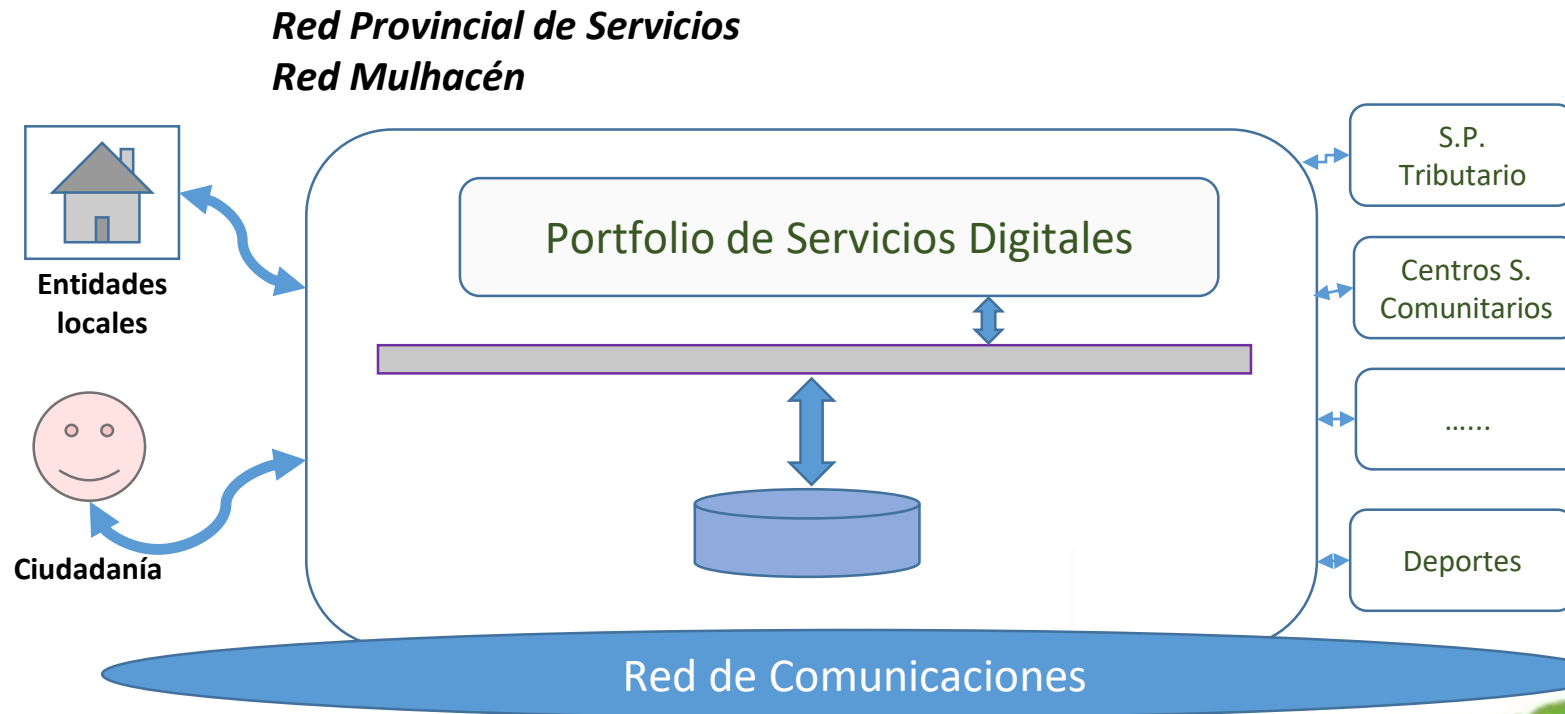 Red Provincial de Servicios
Red Mulhacén
Entidades
locales
Ciudadanía
Portfolio de Servicios Digitales
S.P.
Tributario
Centros S.
Comunitarios
…...
Deportes
Red de Comunicaciones